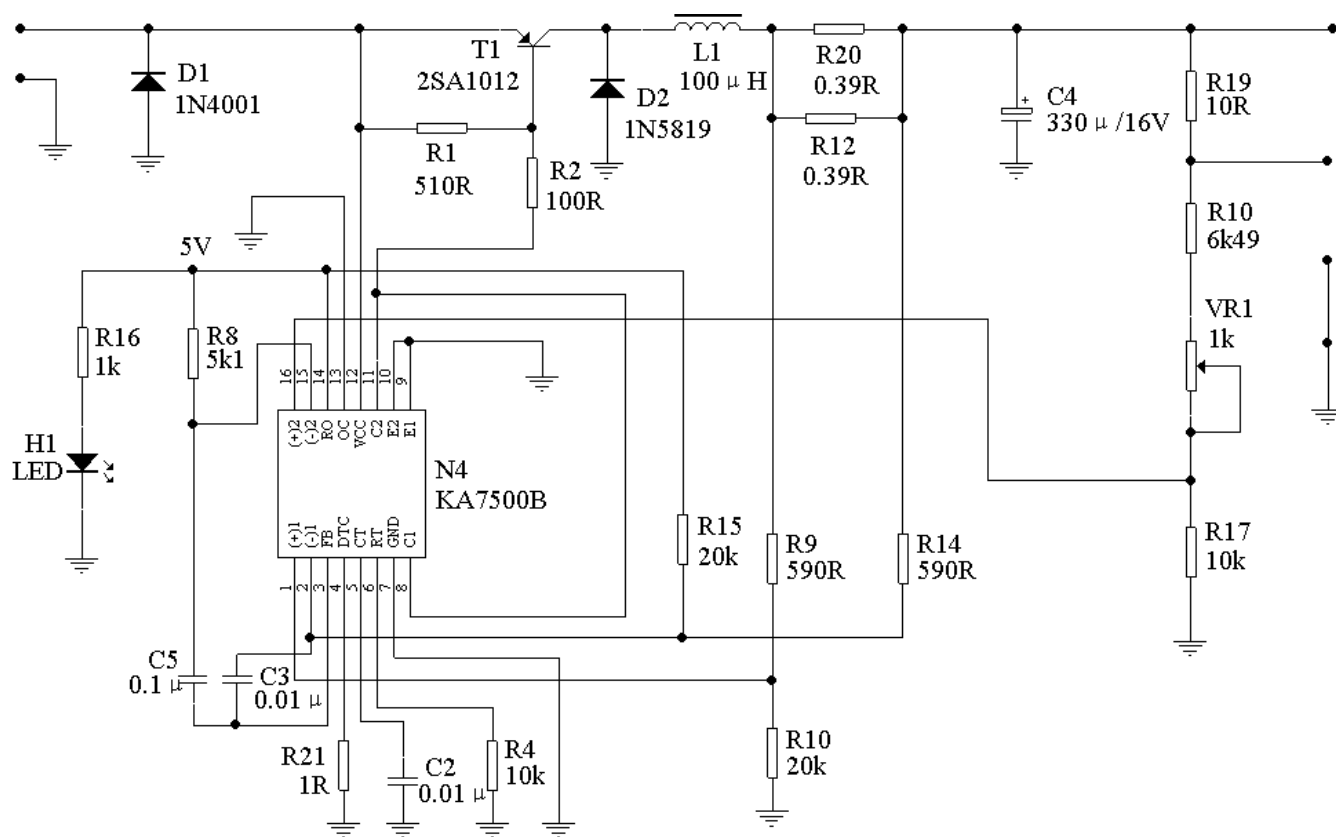 T1
2SA1012
L1
100 μ H
R20
0.39R
R19
10R
D1
1N4001
D2
1N5819
C4
330 μ /16V
+
R1
510R
R2
100R
R12
0.39R
R10
6k49
5V
VR1
1k
R16
1k
R8
5k1
16
15
14
13
12
11
10
9
(+)2
(-)2
RO
OC
VCC
C2
E2
E1
H1
LED
N4
KA7500B
(+)1
(-)1
FB
DTC
CT
RT
GND
C1
1
2
3
4
5
6
7
8
R15
20k
R9
590R
R14
590R
R17
10k
C5
0.1 μ
C3
0.01 μ
R21
1R
C2
0.01 μ
R4
10k
R10
20k